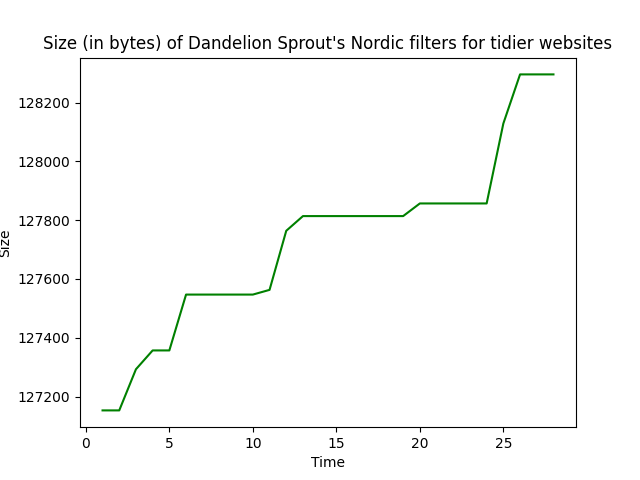 Size (in bytes) of Dandelion Sprout's Nordic filters for tidier websites
128200
128000
127800
127600
127400
127200
Size
0 5 10 15 20 25
Time